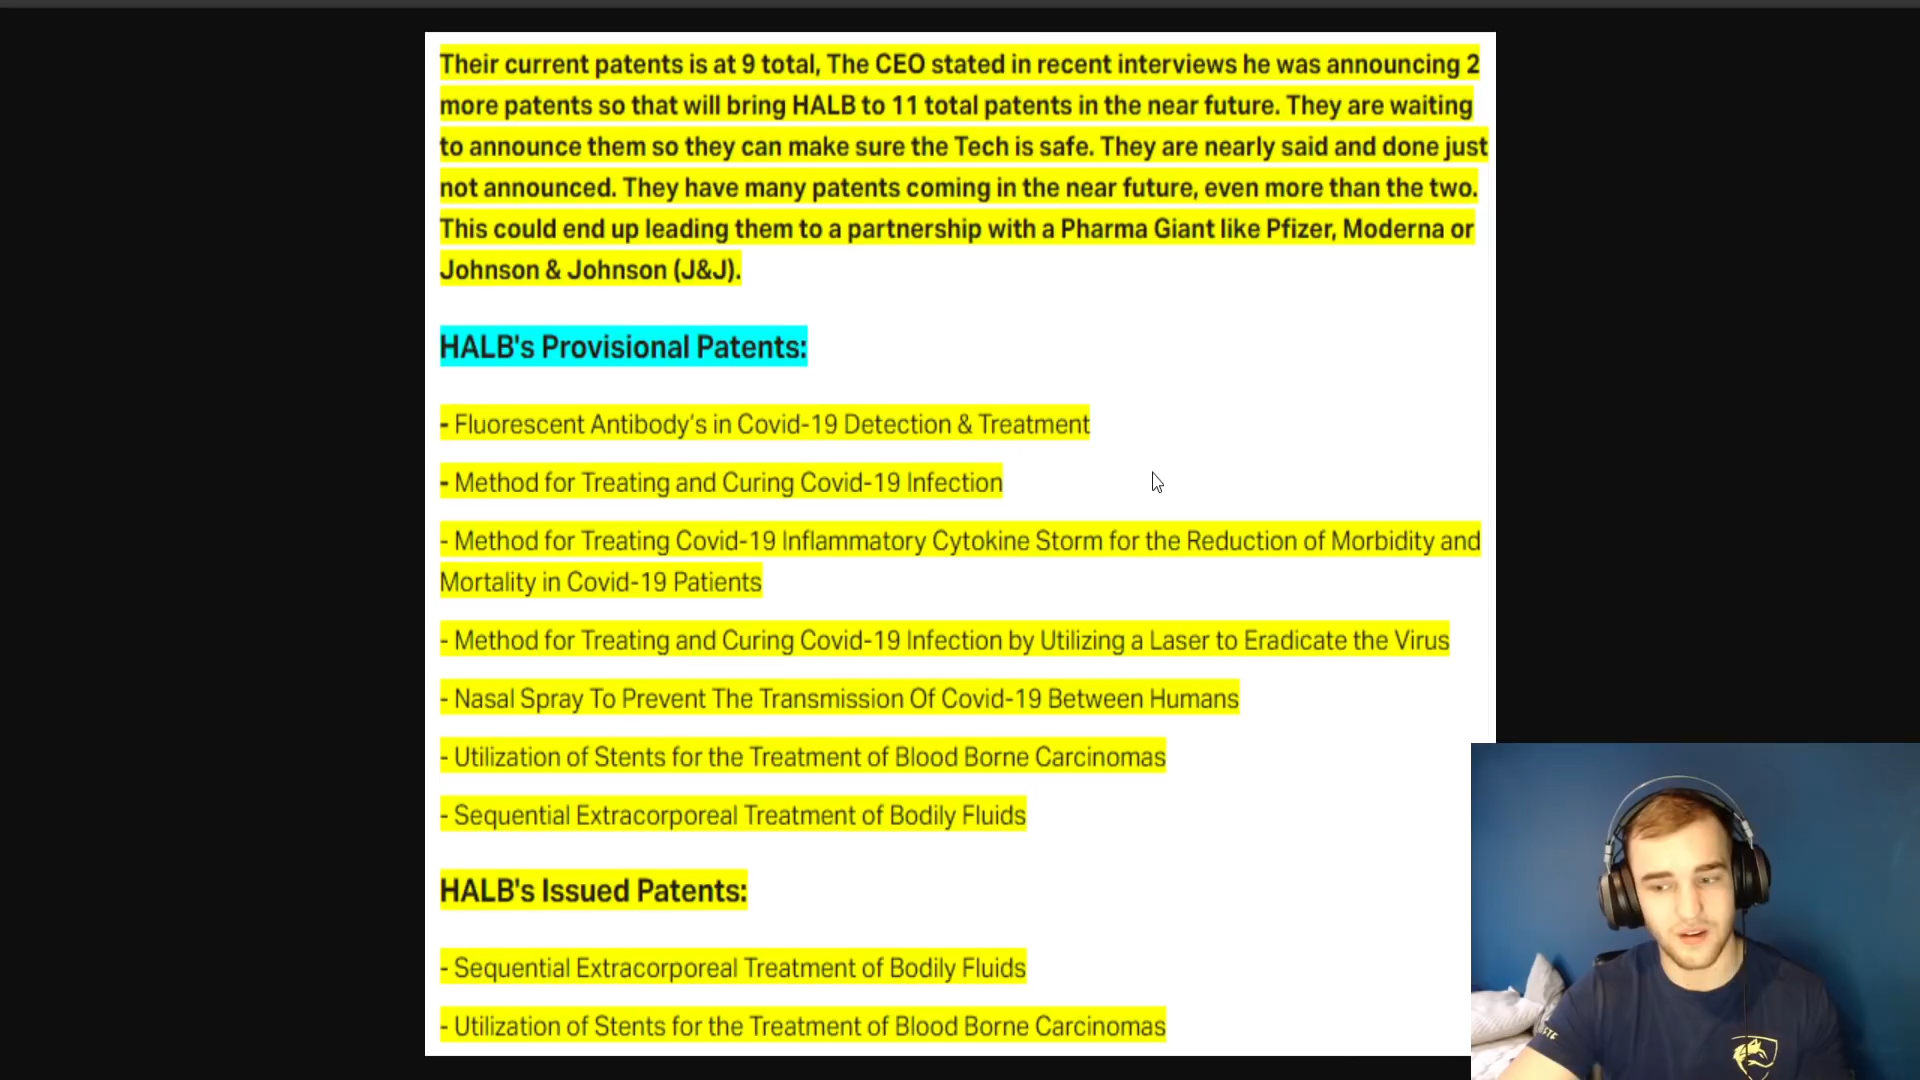 Their current patents is at 9 total, The CEO stated in recent interviews he was announcing 2
more patents so that will bring HALB to 11 total patents in the near future. They are waiting
to announce them so they can make sure the Tech is safe. They are nearly said and done just
not announced. They have many patents coming in the near future, even more than the two.
This could end up leading them to a partnership with a Pharma Giant like Pfizer, Moderna or
Johnson & Johnson (J&J).
HALB's Provisional Patents:
- Fluorescent Antibody's in Covid-19 Detection & Treatment
- Method for Treating and Curing Covid-19 Infection
- Method for Treating Covid-19 Inflammatory Cytokine Storm for the Reduction of Morbidity and
Mortality in Covid-19 Patients
- Method for Treating and Curing Covid-19 Infection by Utilizing a Laser to Eradicate the Virus
- Nasal Spray To Prevent The Transmission Of Covid-19 Between Humans
- Utilization of Stents for the Treatment of Blood Borne Carcinomas
- Sequential Extracorporeal Treatment of Bodily Fluids
HALB's Issued Patents:
- Sequential Extracorporeal Treatment of Bodily Fluids
- Utilization of Stents for the Treatment of Blood Borne Carcinomas